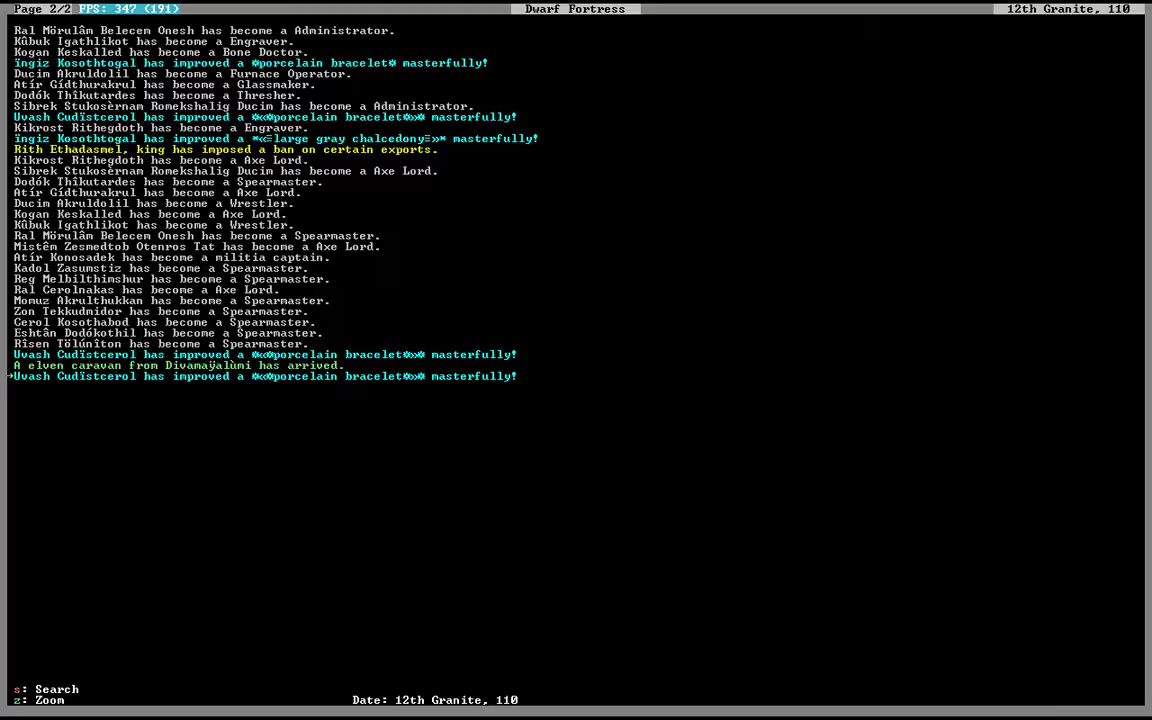 Page 2/2 FPS: 347 (191) Dwarf Fortress 12th Granite, 110
Ral Mörulâm Belecem Onesh has become a Administrator.
Kûbuk Igathlikot has become a Engraver.
Kogan Keskalled has become a Bone Doctor.
ïngiz Kosothtogal has improved a ☼porcelain bracelet☼ masterfully!
Ducim Akruldolil has become a Furnace Operator.
Atír Gídthurakrul has become a Glassmaker.
Dodók Thîkutardes has become a Thresher.
Sibrek Stukosèrnam Romekshalig Ducim has become a Administrator.
Uvash Cudïstcerol has improved a ☼«☼porcelain bracelet☼»☼ masterfully!
Kikrost Rithegdoth has become a Engraver.
ïngiz Kosothtogal has improved a *«≡large gray chalcedony≡»* masterfully!
Rith Ethadasmel, king has imposed a ban on certain exports.
Kikrost Rithegdoth has become a Axe Lord.
Sibrek Stukosèrnam Romekshalig Ducim has become a Axe Lord.
Dodók Thîkutardes has become a Spearmaster.
Atír Gídthurakrul has become a Axe Lord.
Ducim Akruldolil has become a Wrestler.
Kogan Keskalled has become a Axe Lord.
Kûbuk Igathlikot has become a Wrestler.
Ral Mörulâm Belecem Onesh has become a Spearmaster.
Mistêm Zesmedtob Otenros Tat has become a Axe Lord.
Atír Konosadek has become a militia captain.
Kadol Zasumstiz has become a Spearmaster.
Reg Melbilthimshur has become a Spearmaster.
Ral Cerolnakas has become a Axe Lord.
Momuz Akrulthukkan has become a Spearmaster.
Zon Tekkudmidor has become a Spearmaster.
Cerol Kosothabod has become a Spearmaster.
Eshtân Dodókothil has become a Spearmaster.
Rîsen Tölúnîton has become a Spearmaster.
Uvash Cudïstcerol has improved a ☼«☼porcelain bracelet☼»☼ masterfully!
A elven caravan from Divamaÿalùmi has arrived.
→Uvash Cudïstcerol has improved a ☼«☼porcelain bracelet☼»☼ masterfully!
s: Search
z: Zoom Date: 12th Granite, 110